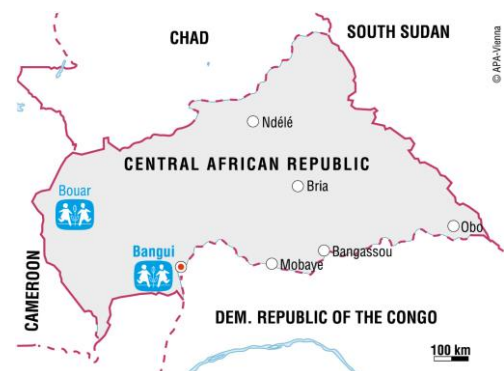 CHAD
SOUTH SUDAN
© APA-Vienna
Ndélé
CENTRAL AFRICAN REPUBLIC
Bouar
Bria
Obo
Bangui
Mobaye
Bangassou
CAMEROON
DEM. REPUBLIC OF THE CONGO
100 km